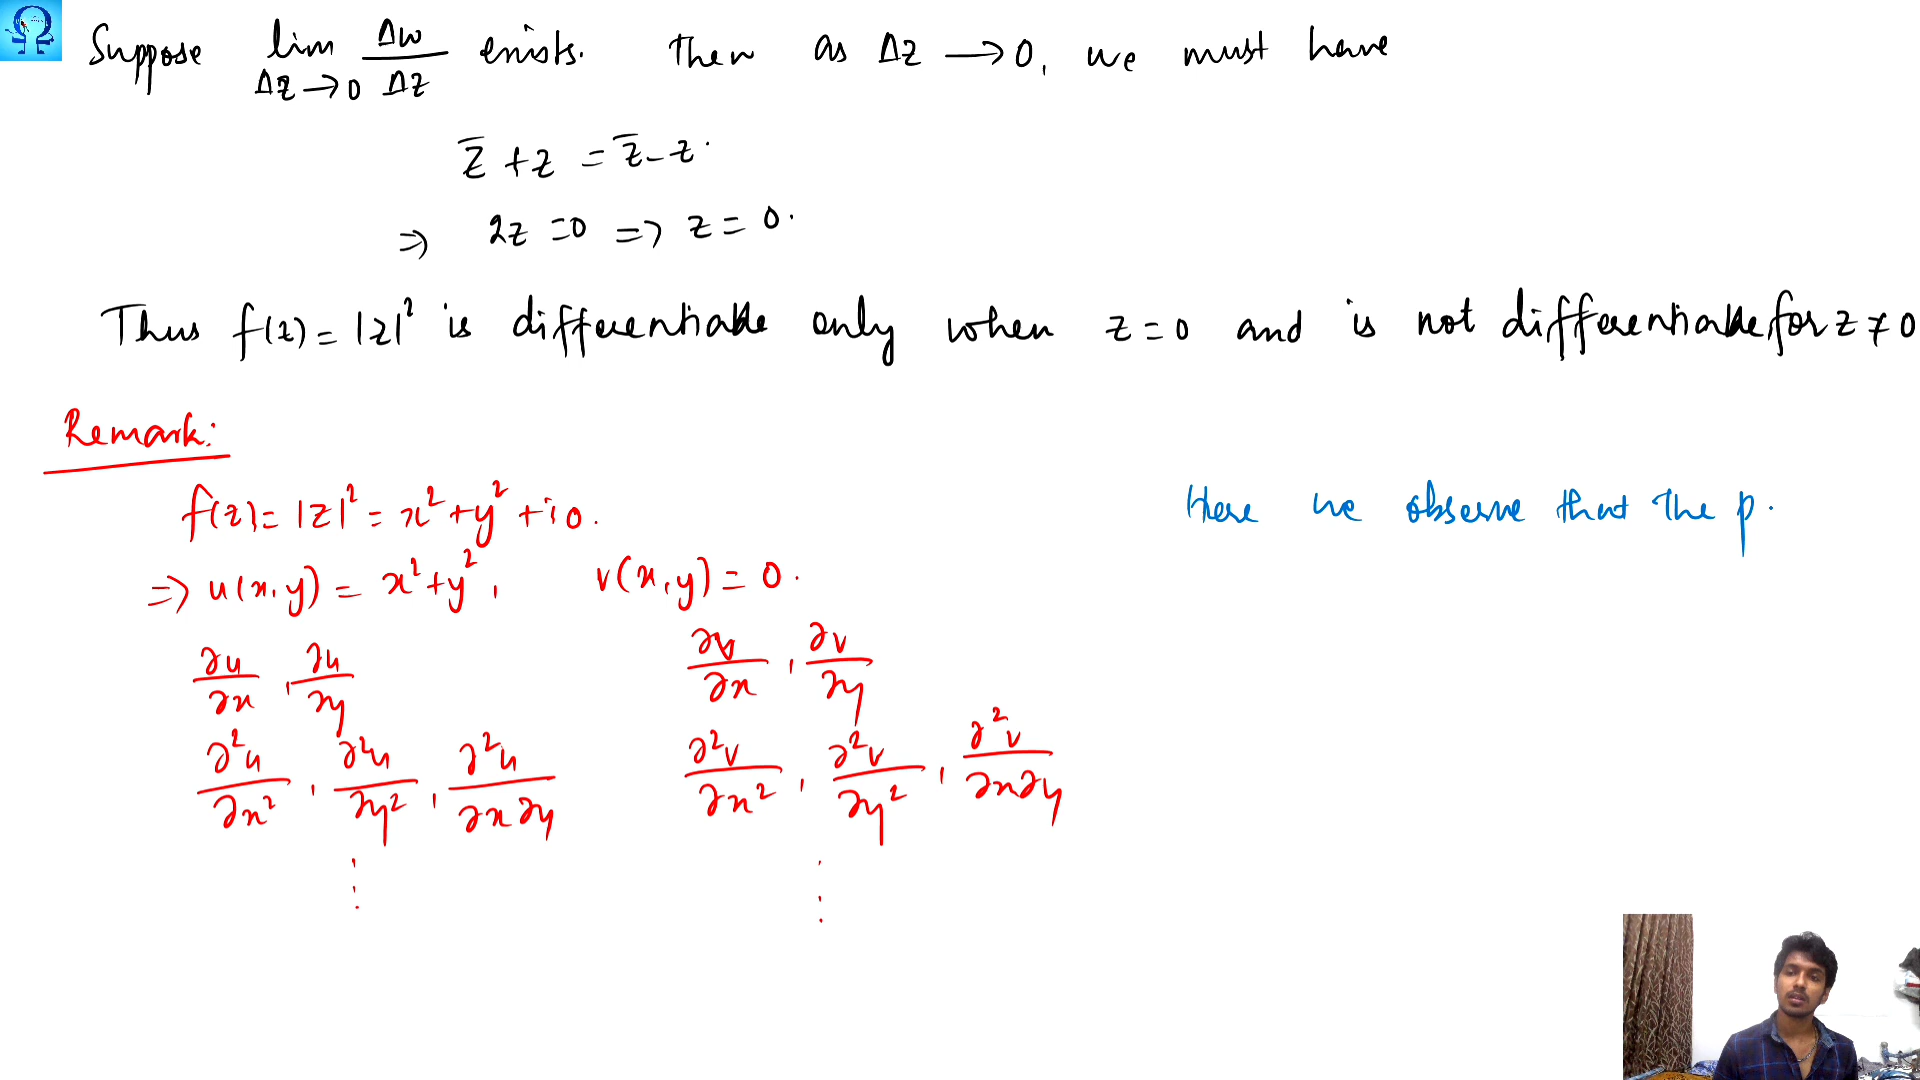 Suppose lim Δz→0 Δw/Δz exists. Then as Δz → 0, we must have
z̅ + z = z̅ - z.
⇒ 2z = 0 ⇒ z = 0.
Thus f(z) = |z|² is differentiable only when z = 0 and is not differentiable for z ≠ 0
Remark:
f(z) = |z|² = x² + y² + i0.
⇒ u(x,y) = x² + y², v(x,y) = 0.
∂u/∂x, ∂u/∂y ∂v/∂x, ∂v/∂y
∂²u/∂x², ∂²u/∂y², ∂²u/∂x∂y ∂²v/∂x², ∂²v/∂y², ∂²v/∂x∂y
⋮ ⋮
Here we observe that the p.